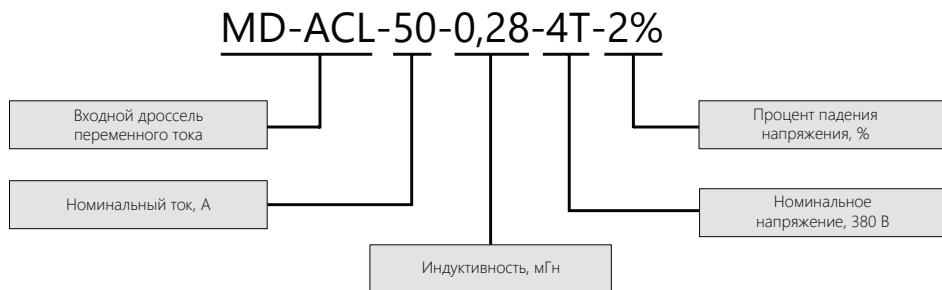 MD-ACL-50-0,28-4T-2%
Входной дроссель
переменного тока
Процент падения
напряжения, %
Номинальный ток, А
Номинальное
напряжение, 380 В
Индуктивность, мГн